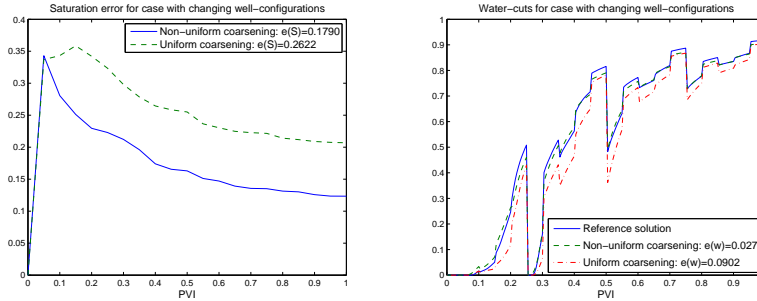 Saturation error for case with changing well-configurations
0.4
0.35
0.3
0.25
0.2
0.15
0.1
0.05
0
Non-uniform coarsening: e(S)=0.1790
Uniform coarsening: e(S)=0.2622
0 0.1 0.2 0.3 0.4 0.5 0.6 0.7 0.8 0.9 1
PVI
Water-cuts for case with changing well-configurations
1
0.9
0.8
0.7
0.6
0.5
0.4
0.3
0.2
0.1
0
Reference solution
Non-uniform coarsening: e(w)=0.027
Uniform coarsening: e(w)=0.0902
0 0.1 0.2 0.3 0.4 0.5 0.6 0.7 0.8 0.9
PVI